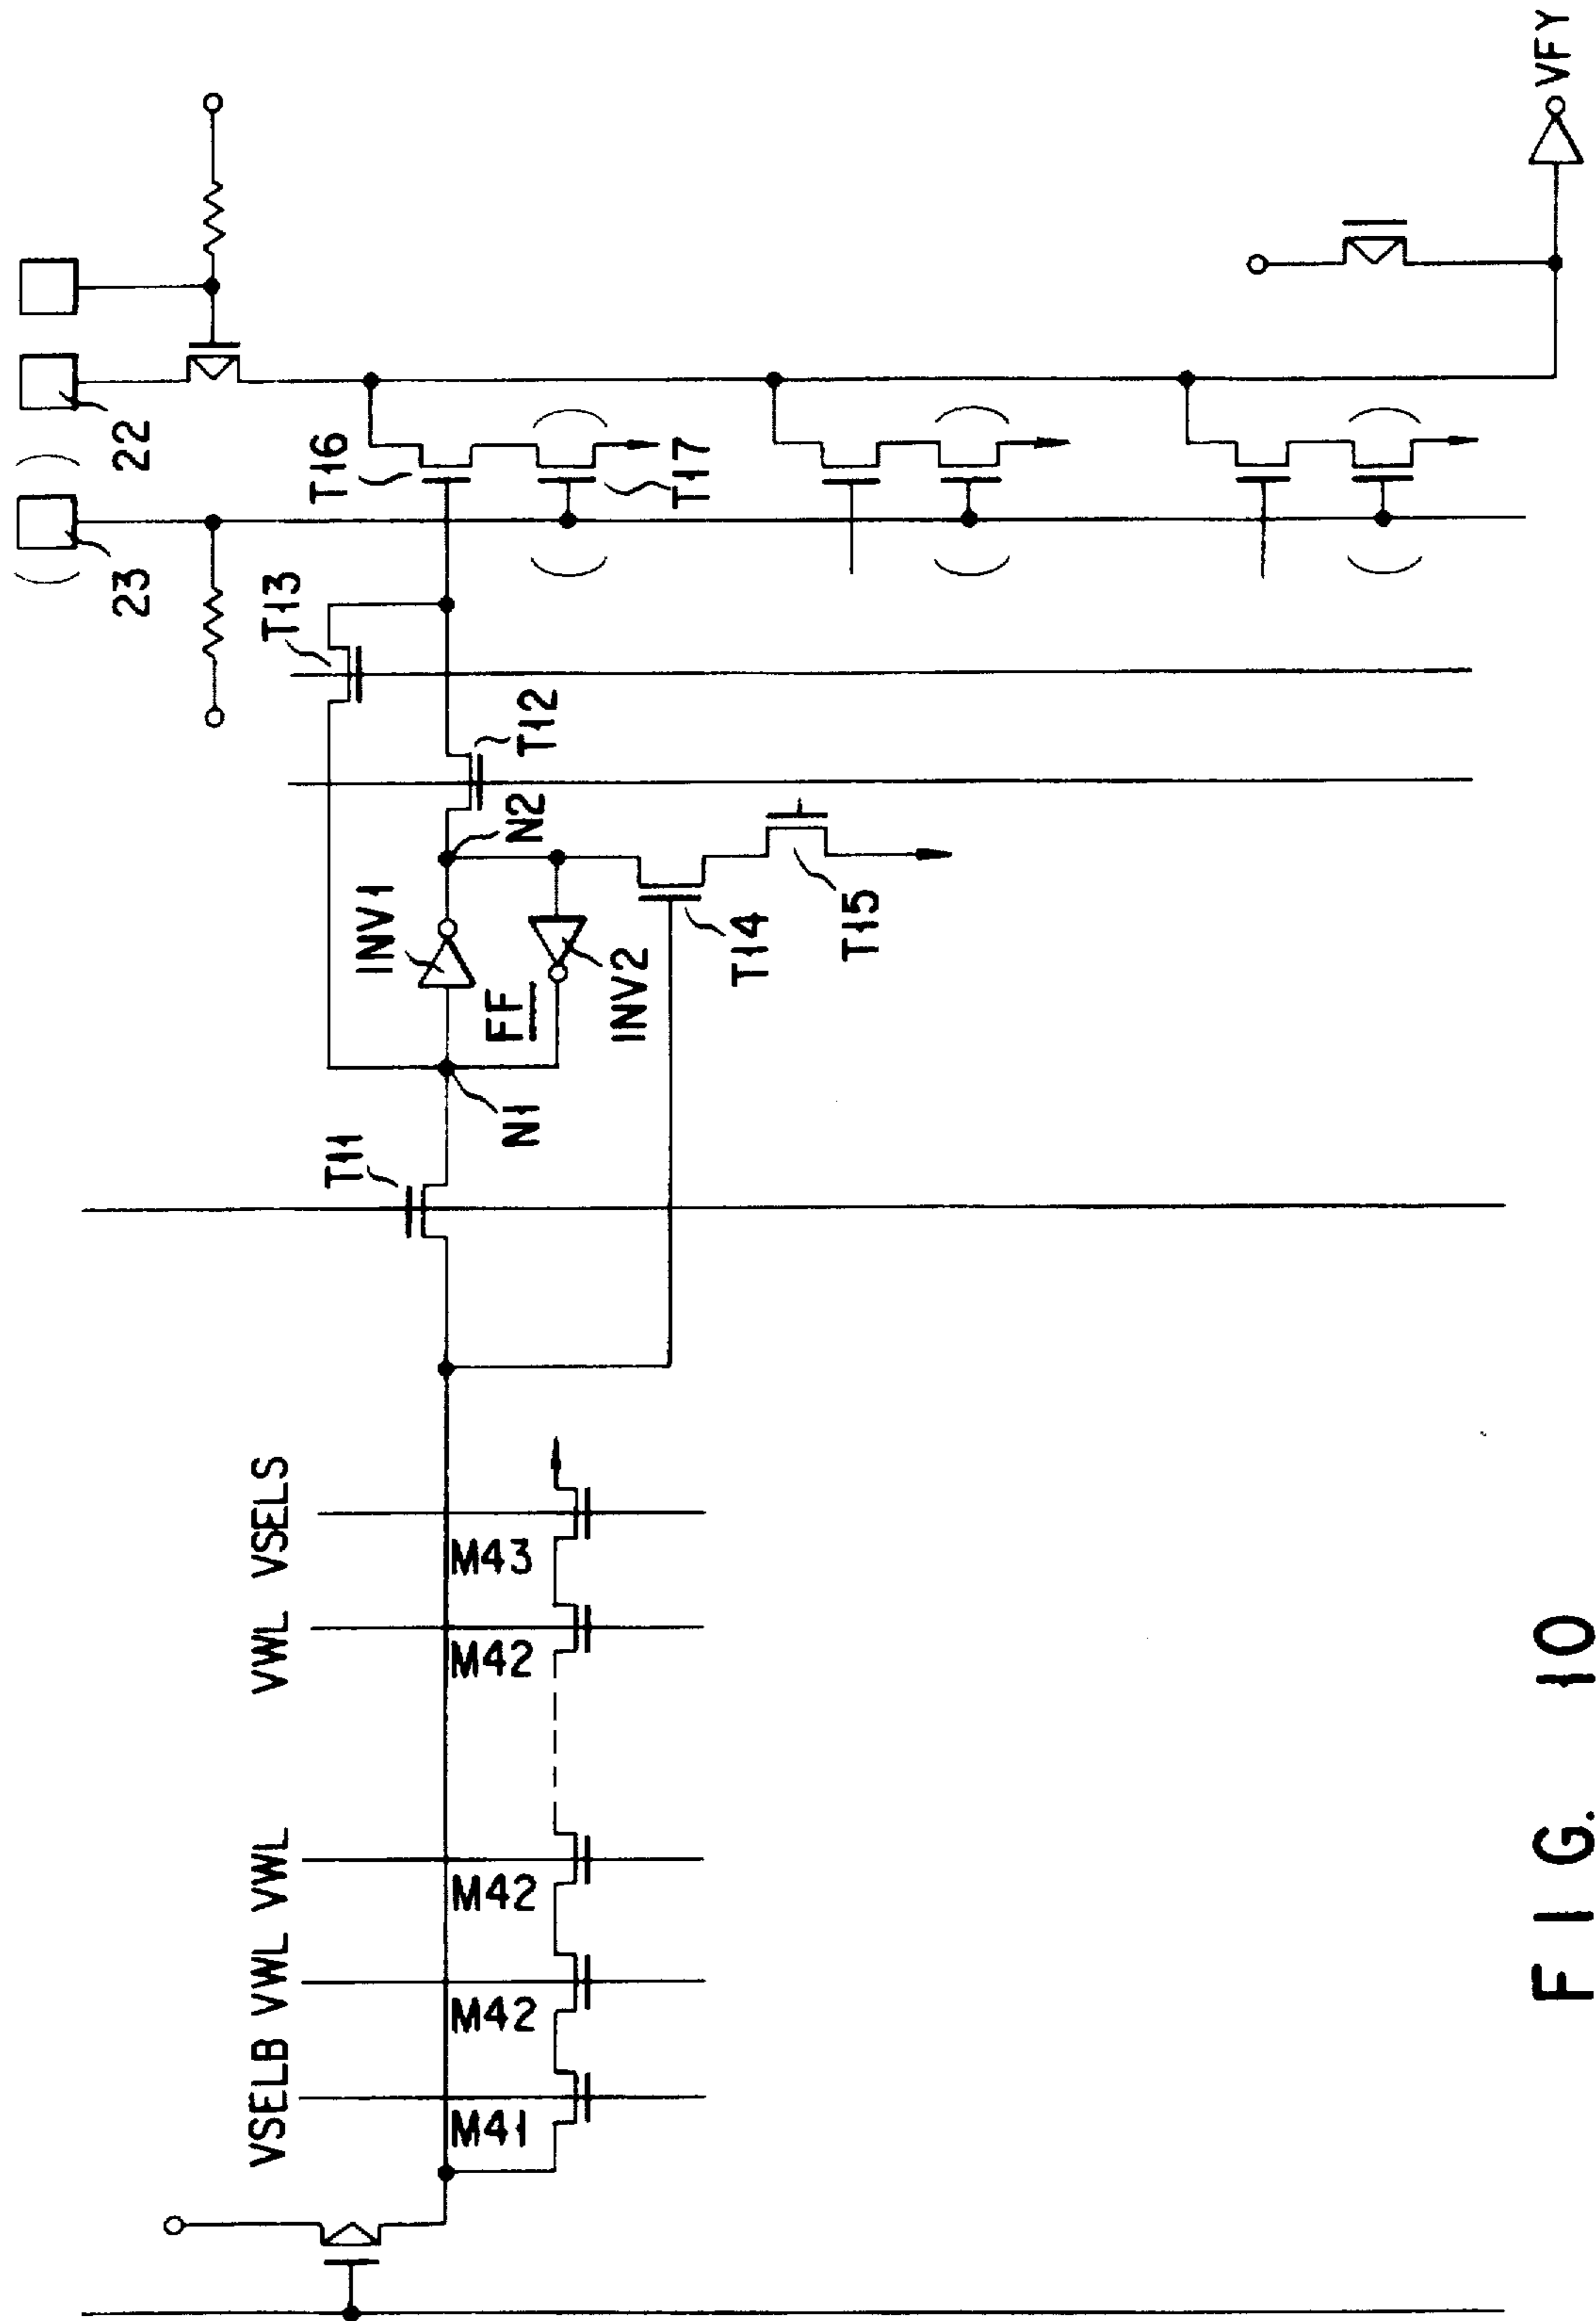 VSELB VWL VWL VWL VSELS
M41 M42 M42 M42 M43
T11
N1
FF
INV1
INV2
N2
T12
T13
T14
T15
T16
T17
(23) 22
VFY
FIG. 10